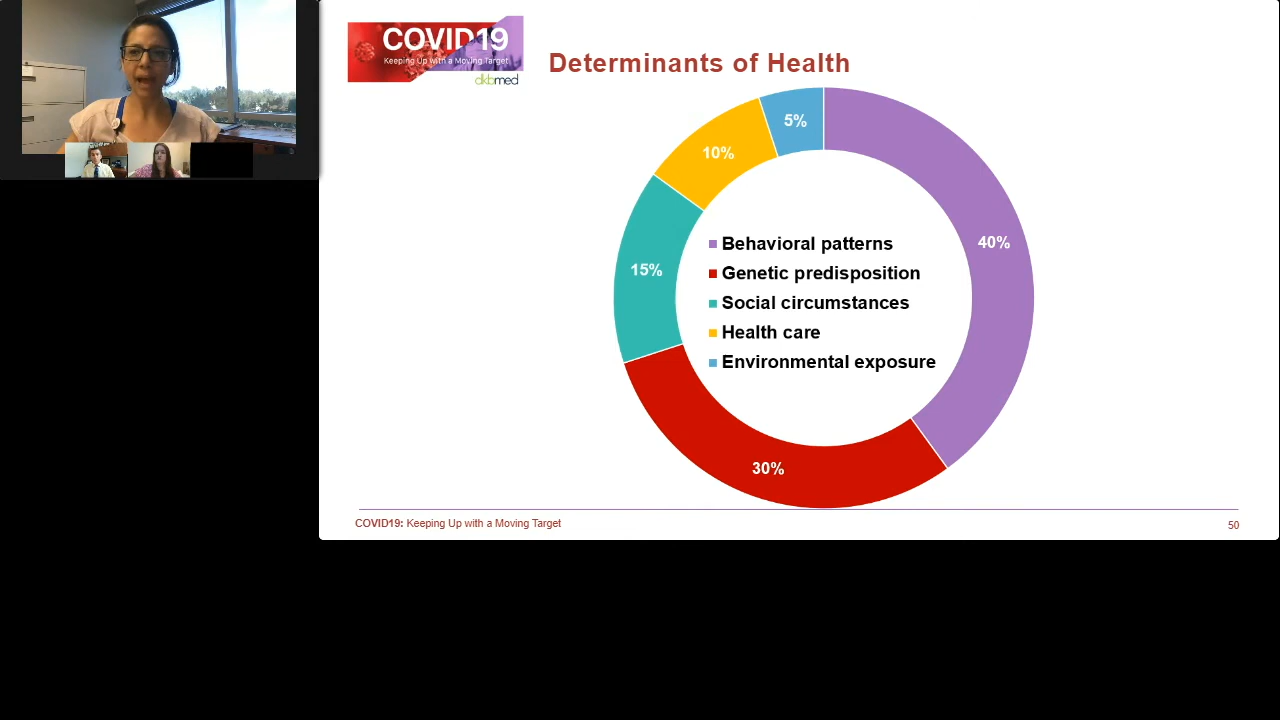 COVID19
Keeping Up with a Moving Target
dkbmed
Determinants of Health
5%
10%
40%
15%
30%
Behavioral patterns
Genetic predisposition
Social circumstances
Health care
Environmental exposure
COVID19: Keeping Up with a Moving Target
50